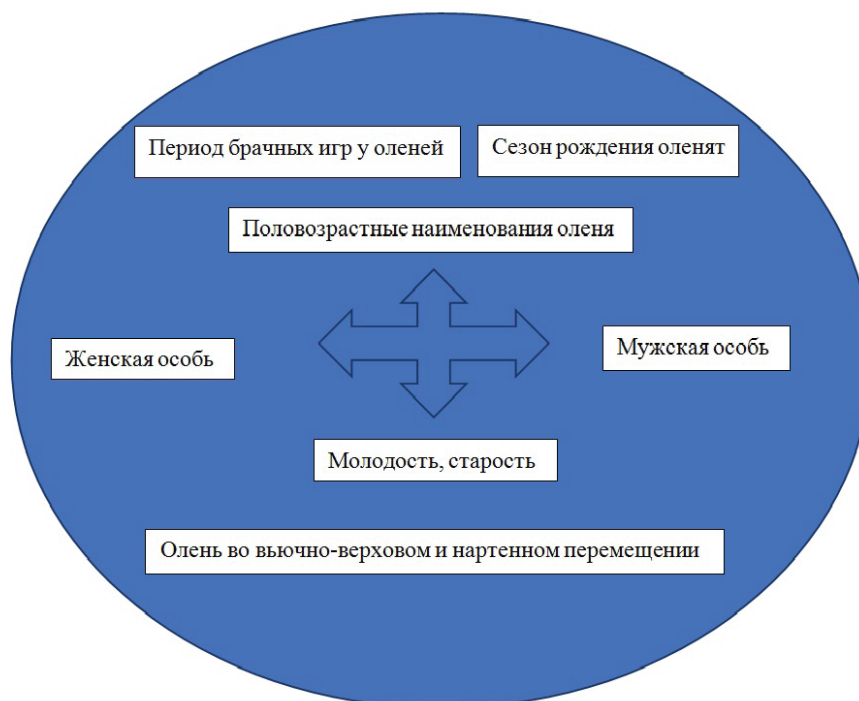 Период брачных игр у оленей
Сезон рождения оленят
Половозрастные наименования оленя
Женская особь
Мужская особь
Молодость, старость
Олень во вьючно-верховом и нартенном перемещении